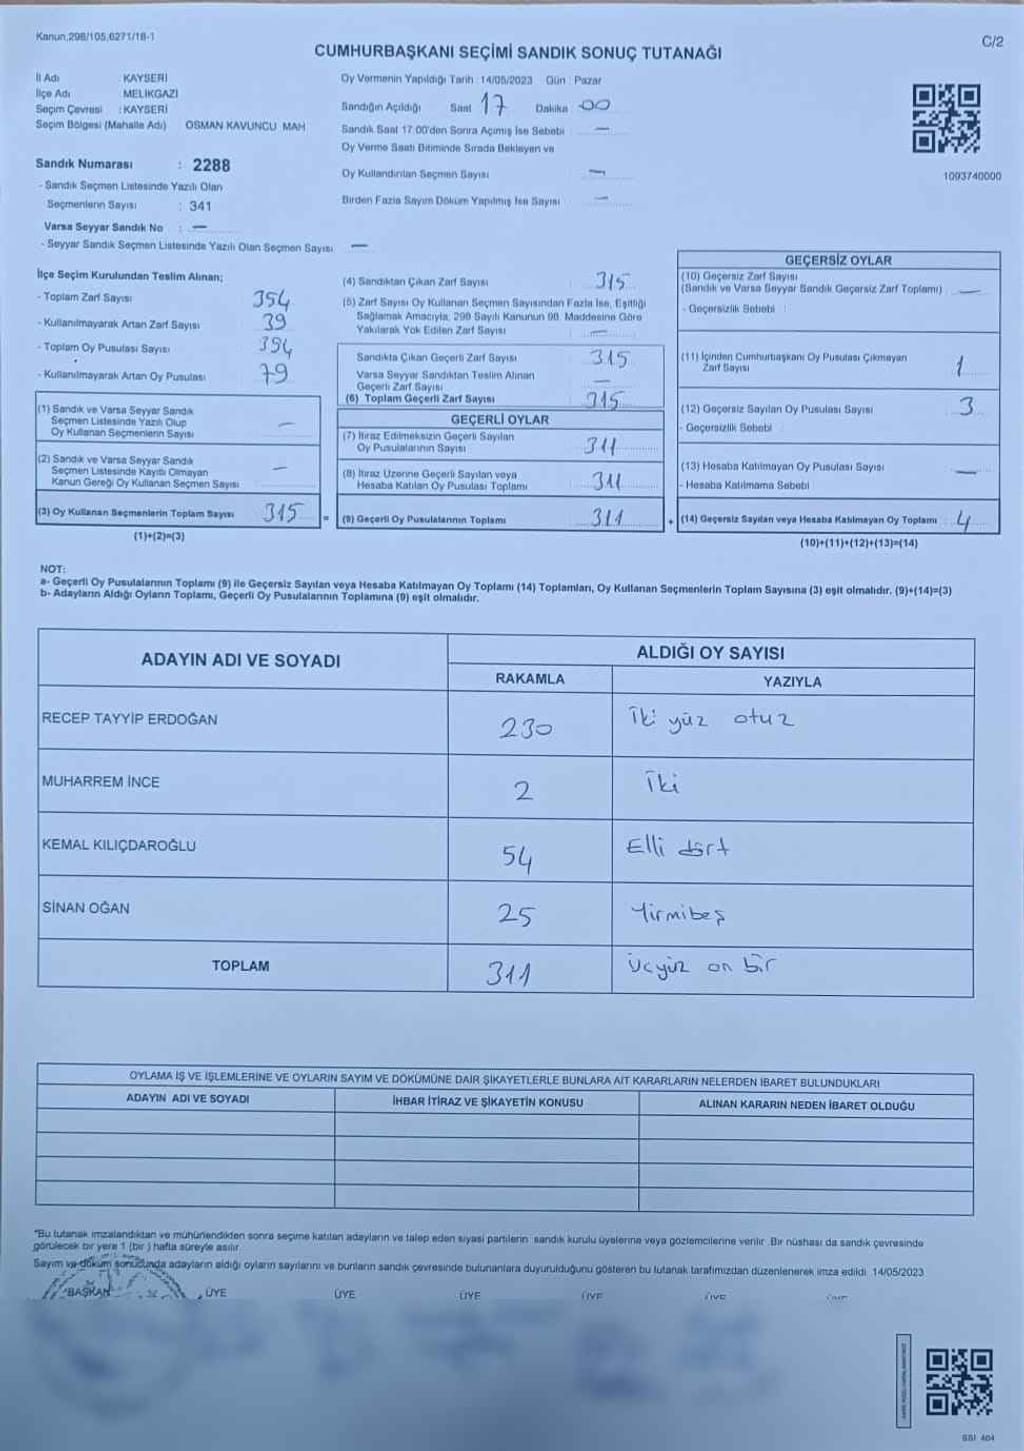 Kanun,298/105,6271/18-1
C/2
CUMHURBAŞKANI SEÇİMİ SANDIK SONUÇ TUTANAĞI
İl Adı : KAYSERİ
İlçe Adı : MELİKGAZİ
Seçim Çevresi : KAYSERİ
Seçim Bölgesi (Mahalle Adı) OSMAN KAVUNCU MAH
Sandık Numarası : 2288
- Sandık Seçmen Listesinde Yazılı Olan
Seçmenlerin Sayısı : 341
Varsa Seyyar Sandık No : —
- Seyyar Sandık Seçmen Listesinde Yazılı Olan Seçmen Sayısı —
Oy Vermenin Yapıldığı Tarih : 14/05/2023 Gün : Pazar
Sandığın Açıldığı Saat 17 Dakika 00
Sandık Saat 17:00'den Sonra Açımış İse Sebebi —
Oy Verme Saati Bitiminde Sırada Bekleyen ve
Oy Kullandırılan Seçmen Sayısı —
Birden Fazla Sayım Döküm Yapılmış İse Sayısı —
1093740000
İlçe Seçim Kurulundan Teslim Alınan;
- Toplam Zarf Sayısı 354
- Kullanılmayarak Artan Zarf Sayısı 39
- Toplam Oy Pusulası Sayısı 394
- Kullanılmayarak Artan Oy Pusulası 79
(1) Sandık ve Varsa Seyyar Sandık
Seçmen Listesinde Yazılı Olup
Oy Kullanan Seçmenlerin Sayısı —
(2) Sandık ve Varsa Seyyar Sandık
Seçmen Listesinde Kayıtlı Olmayan
Kanun Gereği Oy Kullanan Seçmen Sayısı —
(3) Oy Kullanan Seçmenlerin Toplam Sayısı 315
(1)+(2)=(3)
(4) Sandıktan Çıkan Zarf Sayısı 315
(5) Zarf Sayısı Oy Kullanan Seçmen Sayısından Fazla İse, Eşitliği
Sağlamak Amacıyla, 298 Sayılı Kanunun 98. Maddesine Göre
Yakılarak Yok Edilen Zarf Sayısı —
Sandıkta Çıkan Geçerli Zarf Sayısı 315
Varsa Seyyar Sandıktan Teslim Alınan
Geçerli Zarf Sayısı —
(6) Toplam Geçerli Zarf Sayısı 315
GEÇERLİ OYLAR
(7) İtiraz Edilmeksizin Geçerli Sayılan
Oy Pusulalarının Sayısı 311
(8) İtiraz Üzerine Geçerli Sayılan veya
Hesaba Katılan Oy Pusulası Toplamı 311
= (9) Geçerli Oy Pusulalarının Toplamı 311
GEÇERSİZ OYLAR
(10) Geçersiz Zarf Sayısı
(Sandık ve Varsa Seyyar Sandık Geçersiz Zarf Toplamı) —
- Geçersizlik Sebebi :
(11) İçinden Cumhurbaşkanı Oy Pusulası Çıkmayan
Zarf Sayısı 1
(12) Geçersiz Sayılan Oy Pusulası Sayısı 3
- Geçersizlik Sebebi
(13) Hesaba Katılmayan Oy Pusulası Sayısı —
- Hesaba Katılmama Sebebi
+ (14) Geçersiz Sayılan veya Hesaba Katılmayan Oy Toplamı : 4
(10)+(11)+(12)+(13)=(14)
NOT:
a- Geçerli Oy Pusulalarının Toplamı (9) ile Geçersiz Sayılan veya Hesaba Katılmayan Oy Toplamı (14) Toplamları, Oy Kullanan Seçmenlerin Toplam Sayısına (3) eşit olmalıdır. (9)+(14)=(3)
b- Adayların Aldığı Oyların Toplamı, Geçerli Oy Pusulalarının Toplamına (9) eşit olmalıdır.
ADAYIN ADI VE SOYADI
ALDIĞI OY SAYISI
RAKAMLA YAZIYLA
RECEP TAYYİP ERDOĞAN 230 İki yüz otuz
MUHARREM İNCE 2 İki
KEMAL KILIÇDAROĞLU 54 Elli dört
SİNAN OĞAN 25 Yirmibeş
TOPLAM 311 Üçyüz on bir
OYLAMA İŞ VE İŞLEMLERİNE VE OYLARIN SAYIM VE DÖKÜMÜNE DAİR ŞİKAYETLERLE BUNLARA AİT KARARLARIN NELERDEN İBARET BULUNDUKLARI
ADAYIN ADI VE SOYADI İHBAR İTİRAZ VE ŞİKAYETİN KONUSU ALINAN KARARIN NEDEN İBARET OLDUĞU
"Bu tutanak imzalandıktan ve mühürlendikten sonra seçime katılan adayların ve talep eden siyasi partilerin sandık kurulu üyelerine veya gözlemcilerine verilir. Bir nüshası da sandık çevresinde
görülecek bir yere 1 (bir ) hafta süreyle asılır.
Sayım ve döküm sonucunda adayların aldığı oyların sayılarını ve bunların sandık çevresinde bulunanlara duyurulduğunu gösteren bu tutanak tarafımızdan düzenlenerek imza edildi. 14/05/2023
BAŞKAN ÜYE ÜYE ÜYE ÜYE ÜYE
SSI 404